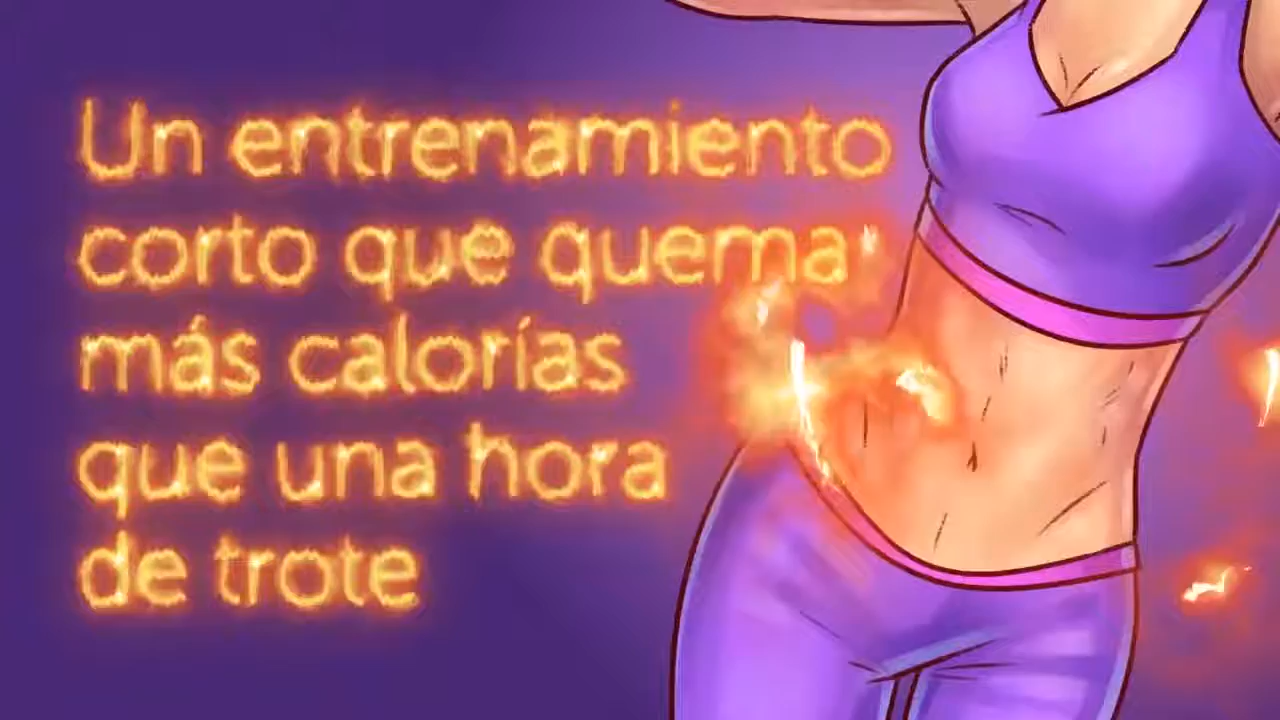 Un entrenamiento
corto que quema
más calorías
que una hora
de trote